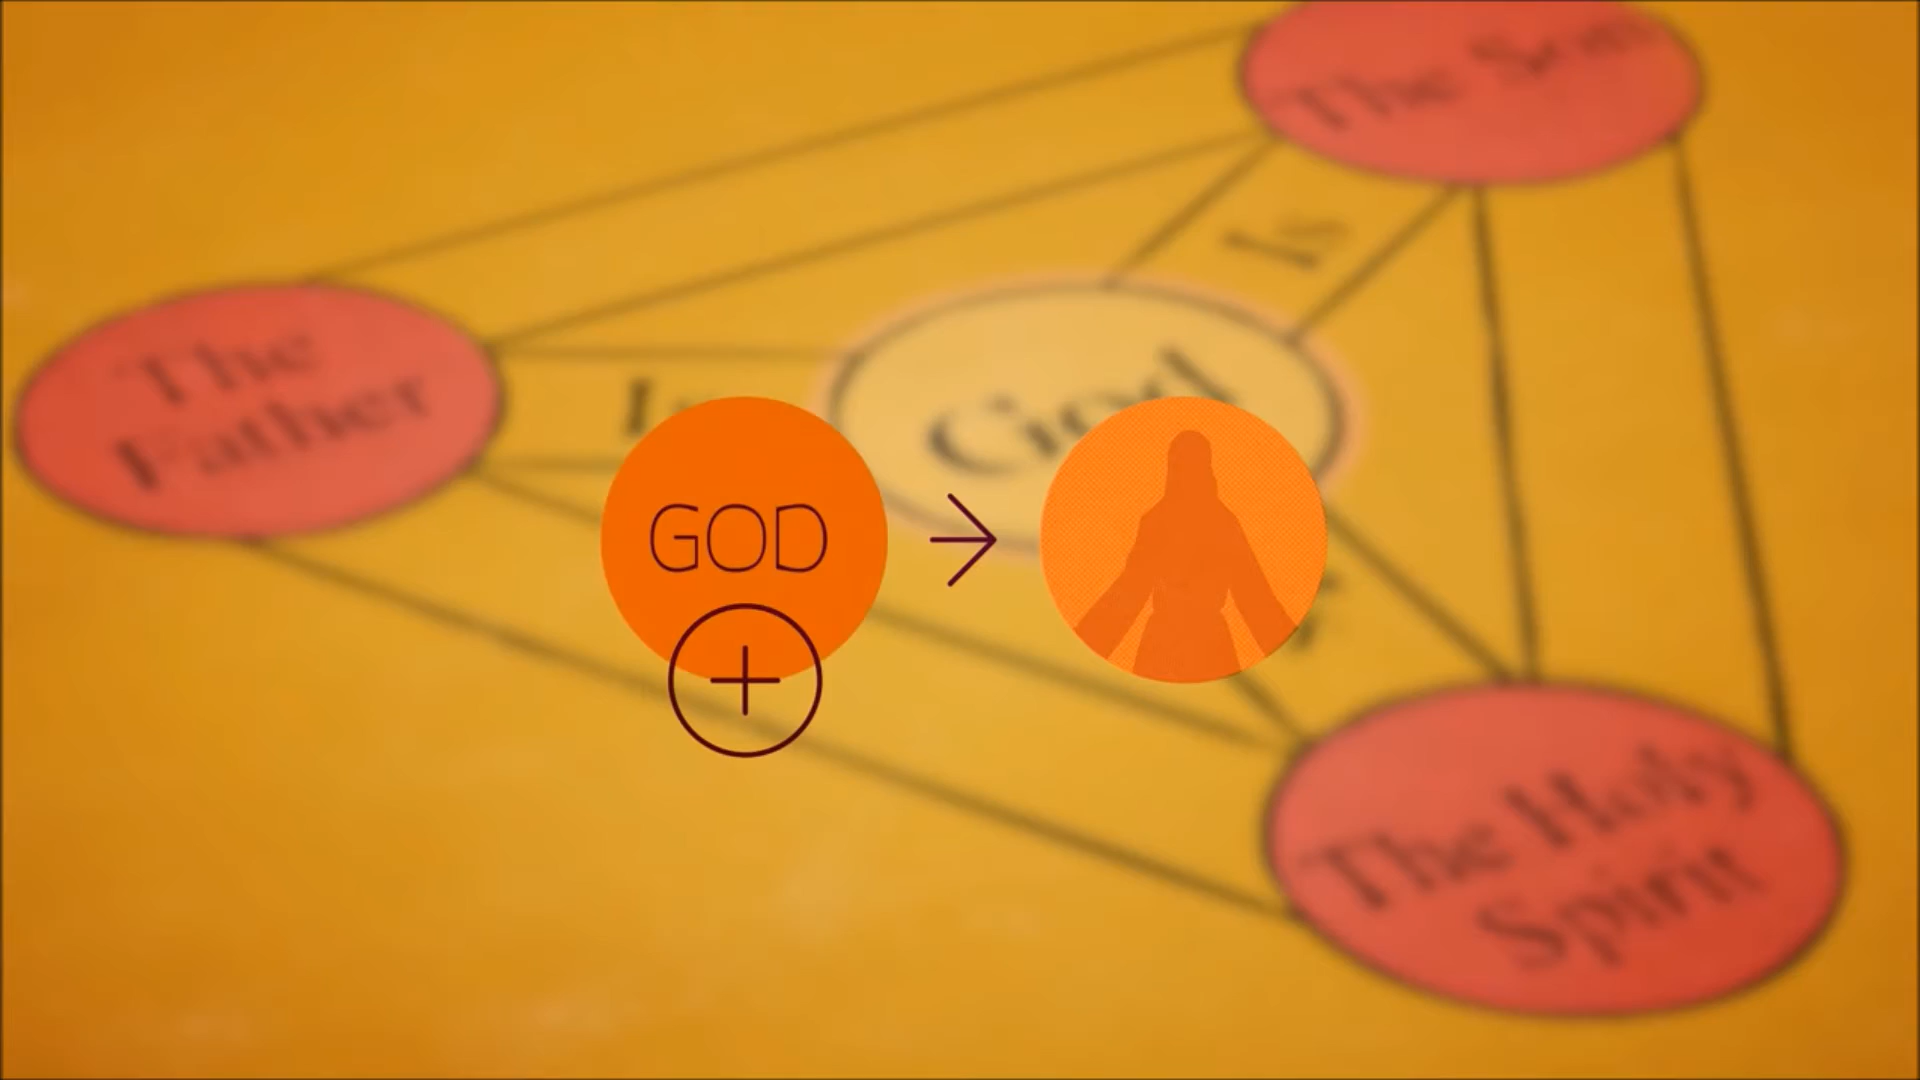 The Son
Is
The
Father
God
GOD
The Holy
Spirit